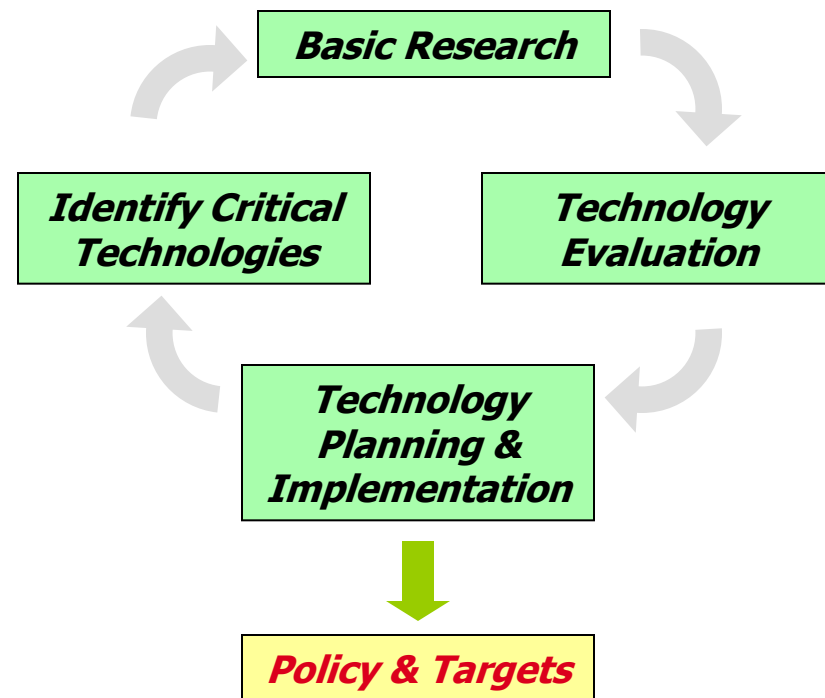 Basic Research
Identify Critical
Technologies
Technology
Evaluation
Technology
Planning &
Implementation
Policy & Targets